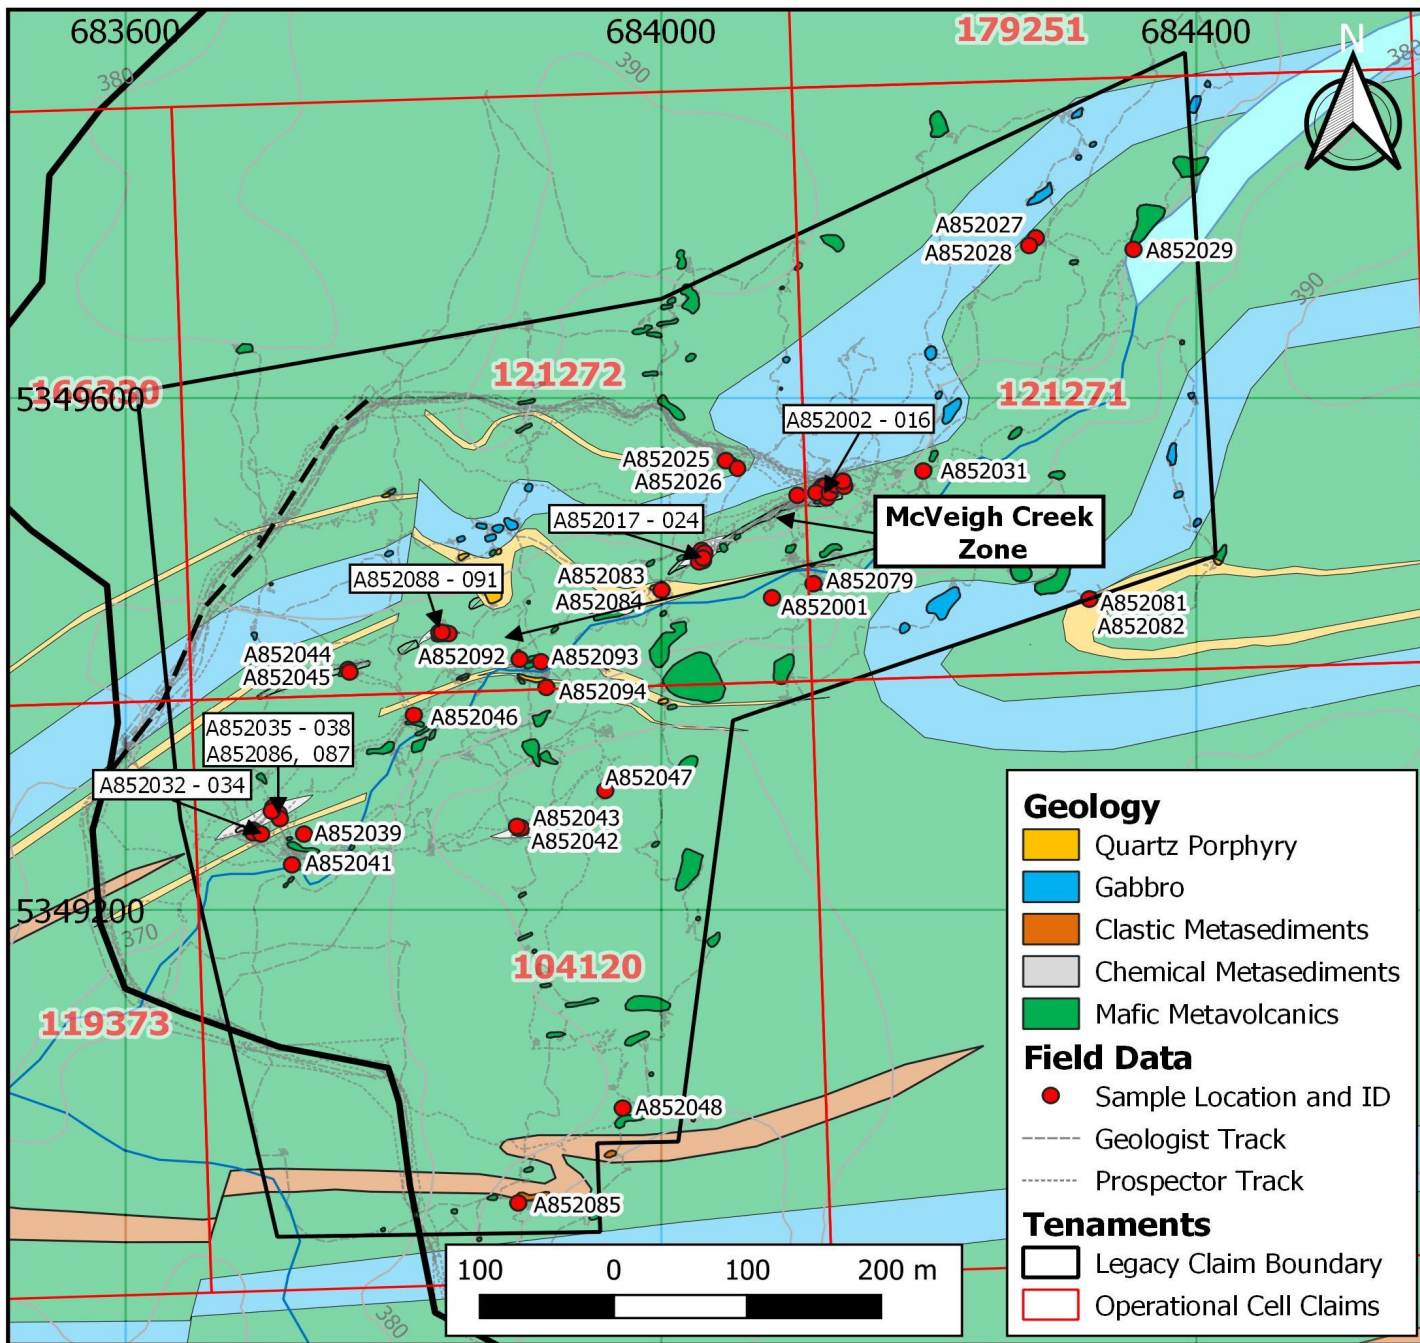 683600
684000
179251
684400
N
380
390
380
A852027
A852028
A852029
390
166330
5349600
121272
121271
A852002 - 016
A852025
A852026
A852031
A852017 - 024
McVeigh Creek
Zone
A852088 - 091
A852083
A852084
A852079
A852001
A852081
A852082
A852044
A852045
A852092
A852093
A852094
A852046
A852035 - 038
A852086, 087
A852032 - 034
A852047
A852043
A852042
A852039
A852041
5349200
370
104120
119373
A852048
A852085
380
100 0 100 200 m
Geology
Quartz Porphyry
Gabbro
Clastic Metasediments
Chemical Metasediments
Mafic Metavolcanics
Field Data
Sample Location and ID
Geologist Track
Prospector Track
Tenaments
Legacy Claim Boundary
Operational Cell Claims